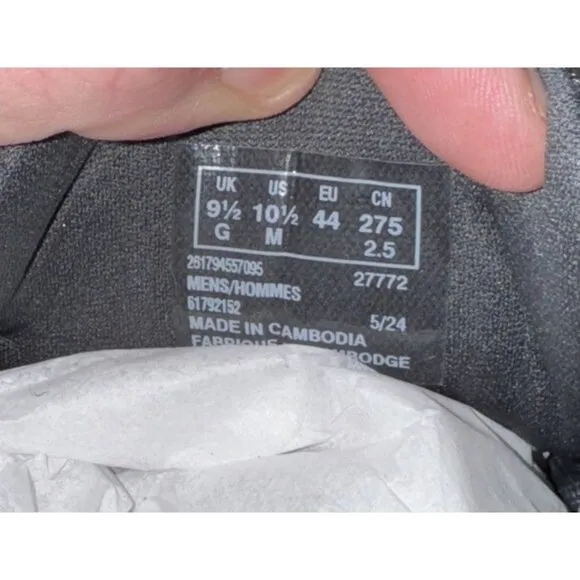 UK US EU CN
9½ 10½ 44 275
G M 2.5
261794557095 27772
MENS/HOMMES
61792152 5/24
MADE IN CAMBODIA